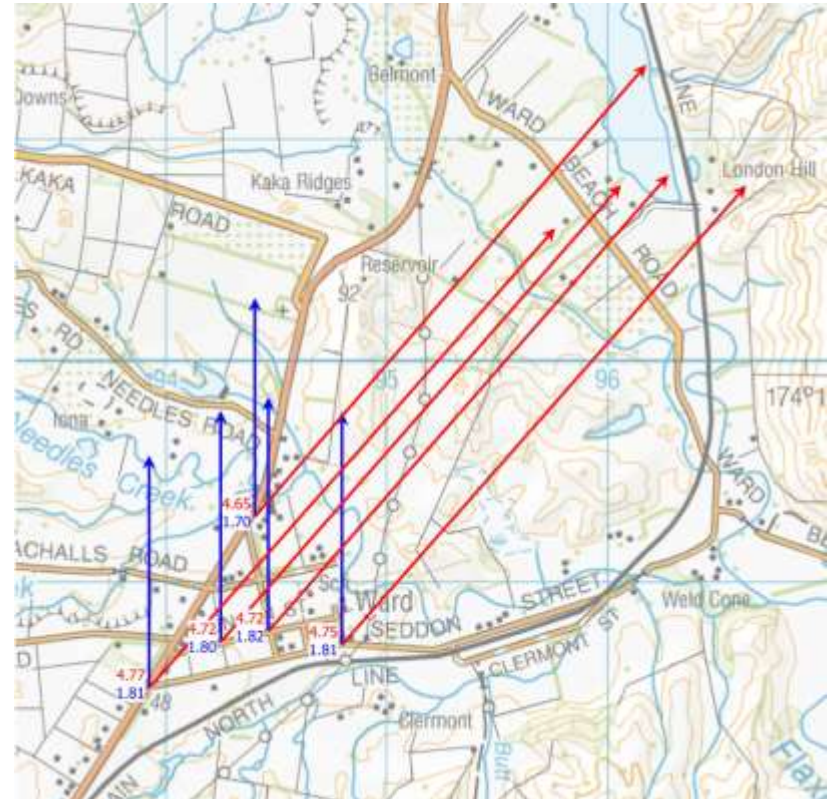 Belmont
Downs
WARD BEACH ROAD
LINE
London Hill
Kaka Ridges
KAKA
ROAD
Reservoir
92
94
95
96
174°1
RD
NEEDLES ROAD
Iona
Needles Creek
WARD
4.65
1.70
ACHALLS ROAD
Sch
ST
Ward
STREET
Weld Cone
4.72
1.80
4.72
1.82
4.75
1.81
SEDDON
CLERMONT ST
4.77
1.81
48
LINE
NORTH
Clermont
AIN
Butt
Flax